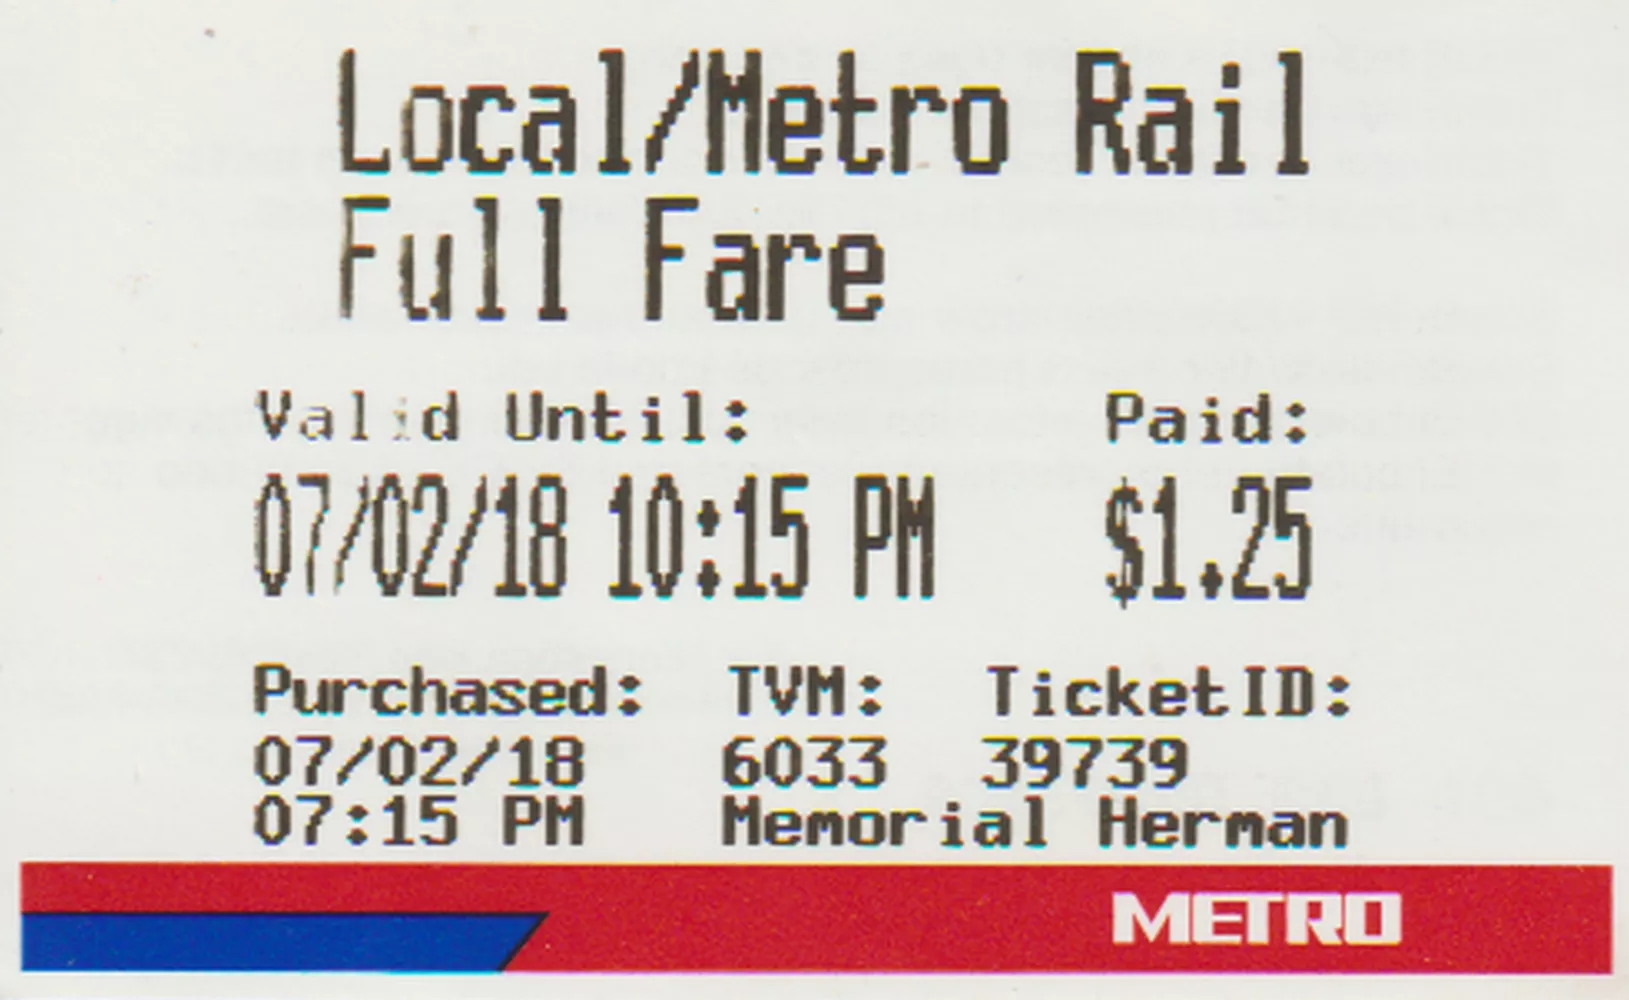 Local/Metro Rail
Full Fare
Valid Until: Paid:
07/02/18 10:15 PM $1.25
Purchased: TVM: TicketID:
07/02/18 6033 39739
07:15 PM Memorial Herman
METRO